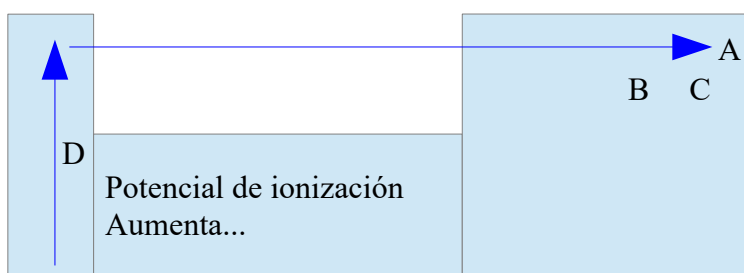 A
B C
D
Potencial de ionización
Aumenta...